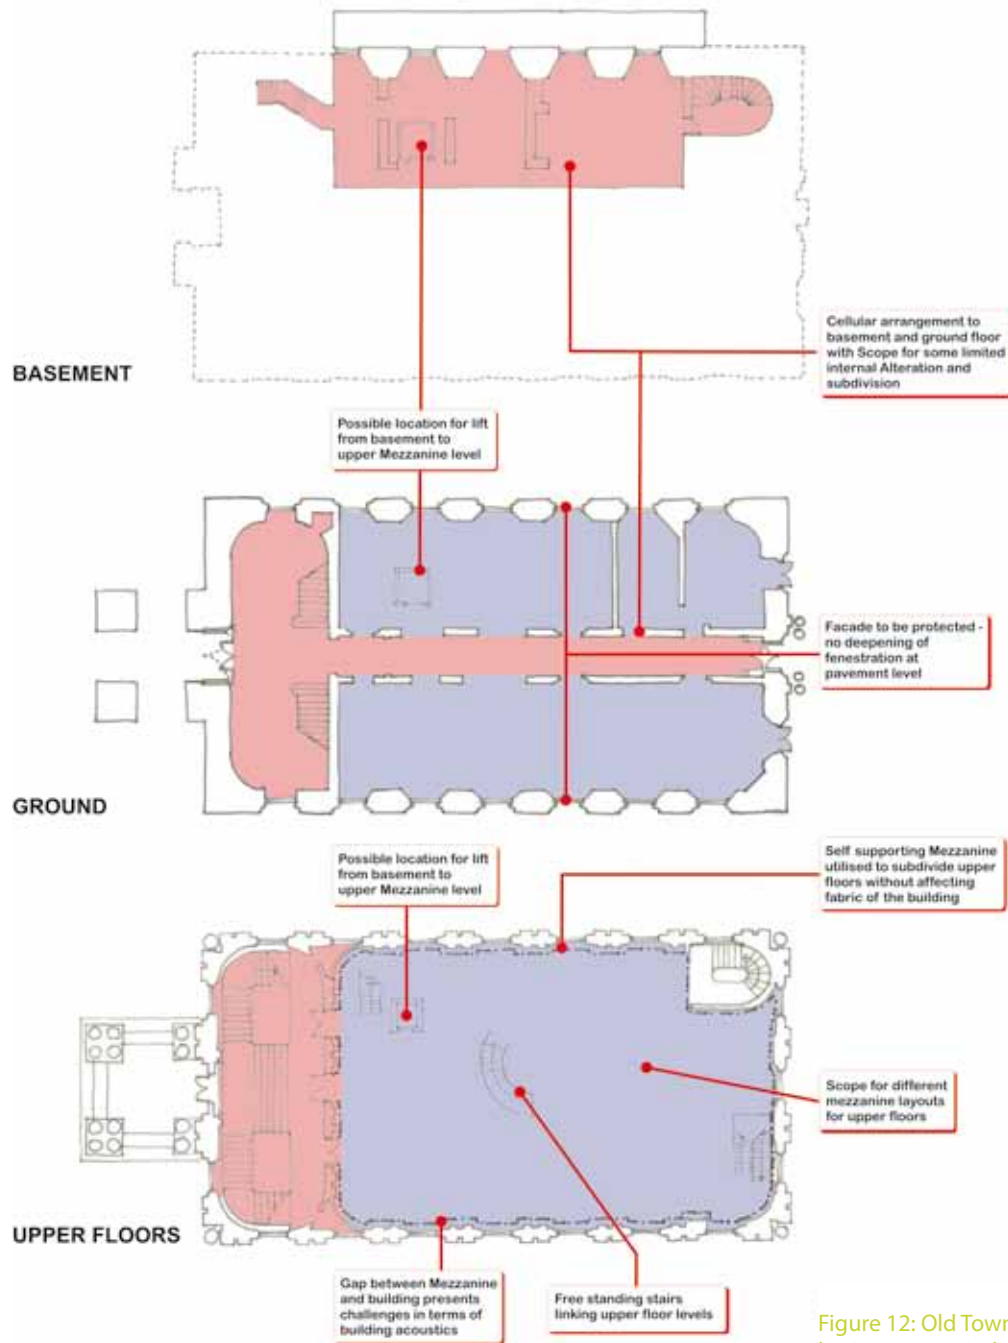 BASEMENT
Cellular arrangement to
basement and ground floor
with Scope for some limited
internal Alteration and
subdivision
Possible location for lift
from basement to
upper Mezzanine level
Facade to be protected -
no deepening of
fenestration at
pavement level
GROUND
Possible location for lift
from basement to
upper Mezzanine level
Self supporting Mezzanine
utilised to subdivide upper
floors without affecting
fabric of the building
Scope for different
mezzanine layouts
for upper floors
UPPER FLOORS
Gap between Mezzanine
and building presents
challenges in terms of
building acoustics
Free standing stairs
linking upper floor levels
Figure 12: Old Town